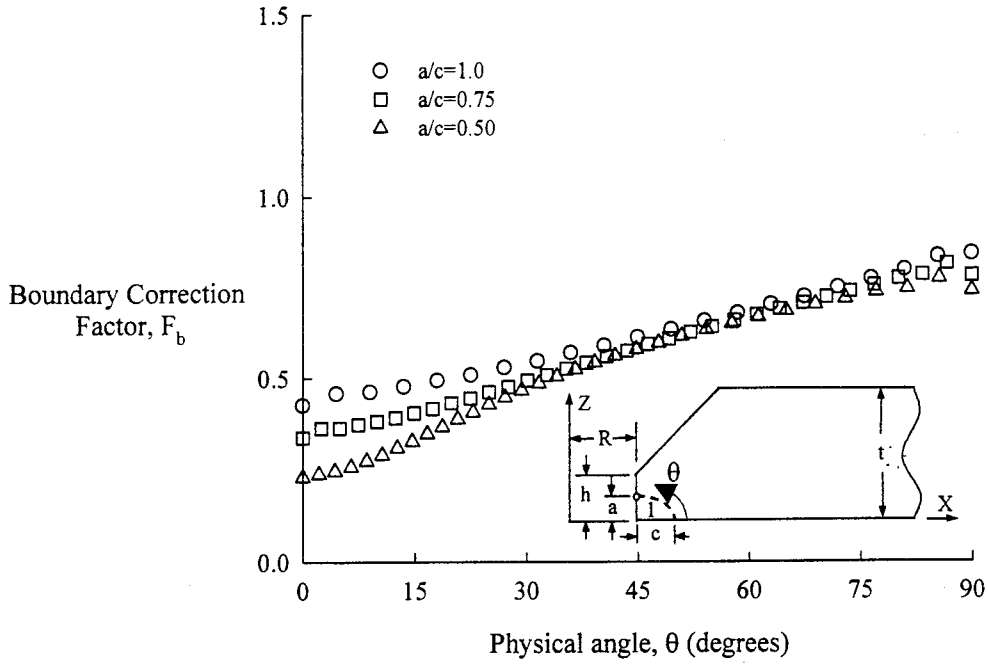 1.5
a/c=1.0
a/c=0.75
a/c=0.50
1.0
Boundary Correction
Factor, F_b
0.5
Z
R
θ
t
h
a
1
X
c
0.0
0
15
30
45
60
75
90
Physical angle, θ (degrees)